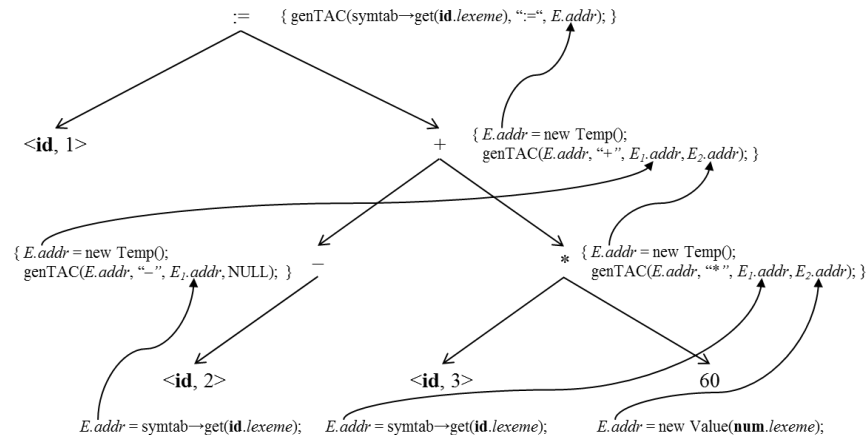 := { genTAC(symtab→get(id.lexeme), “:=“, E.addr); }
<id, 1>
+
{ E.addr = new Temp();
genTAC(E.addr, “+”, E₁.addr, E₂.addr); }
{ E.addr = new Temp();
genTAC(E.addr, “–”, E₁.addr, NULL); }
–
*
{ E.addr = new Temp();
genTAC(E.addr, “*”, E₁.addr, E₂.addr); }
<id, 2>
<id, 3>
60
E.addr = symtab→get(id.lexeme);
E.addr = symtab→get(id.lexeme);
E.addr = new Value(num.lexeme);